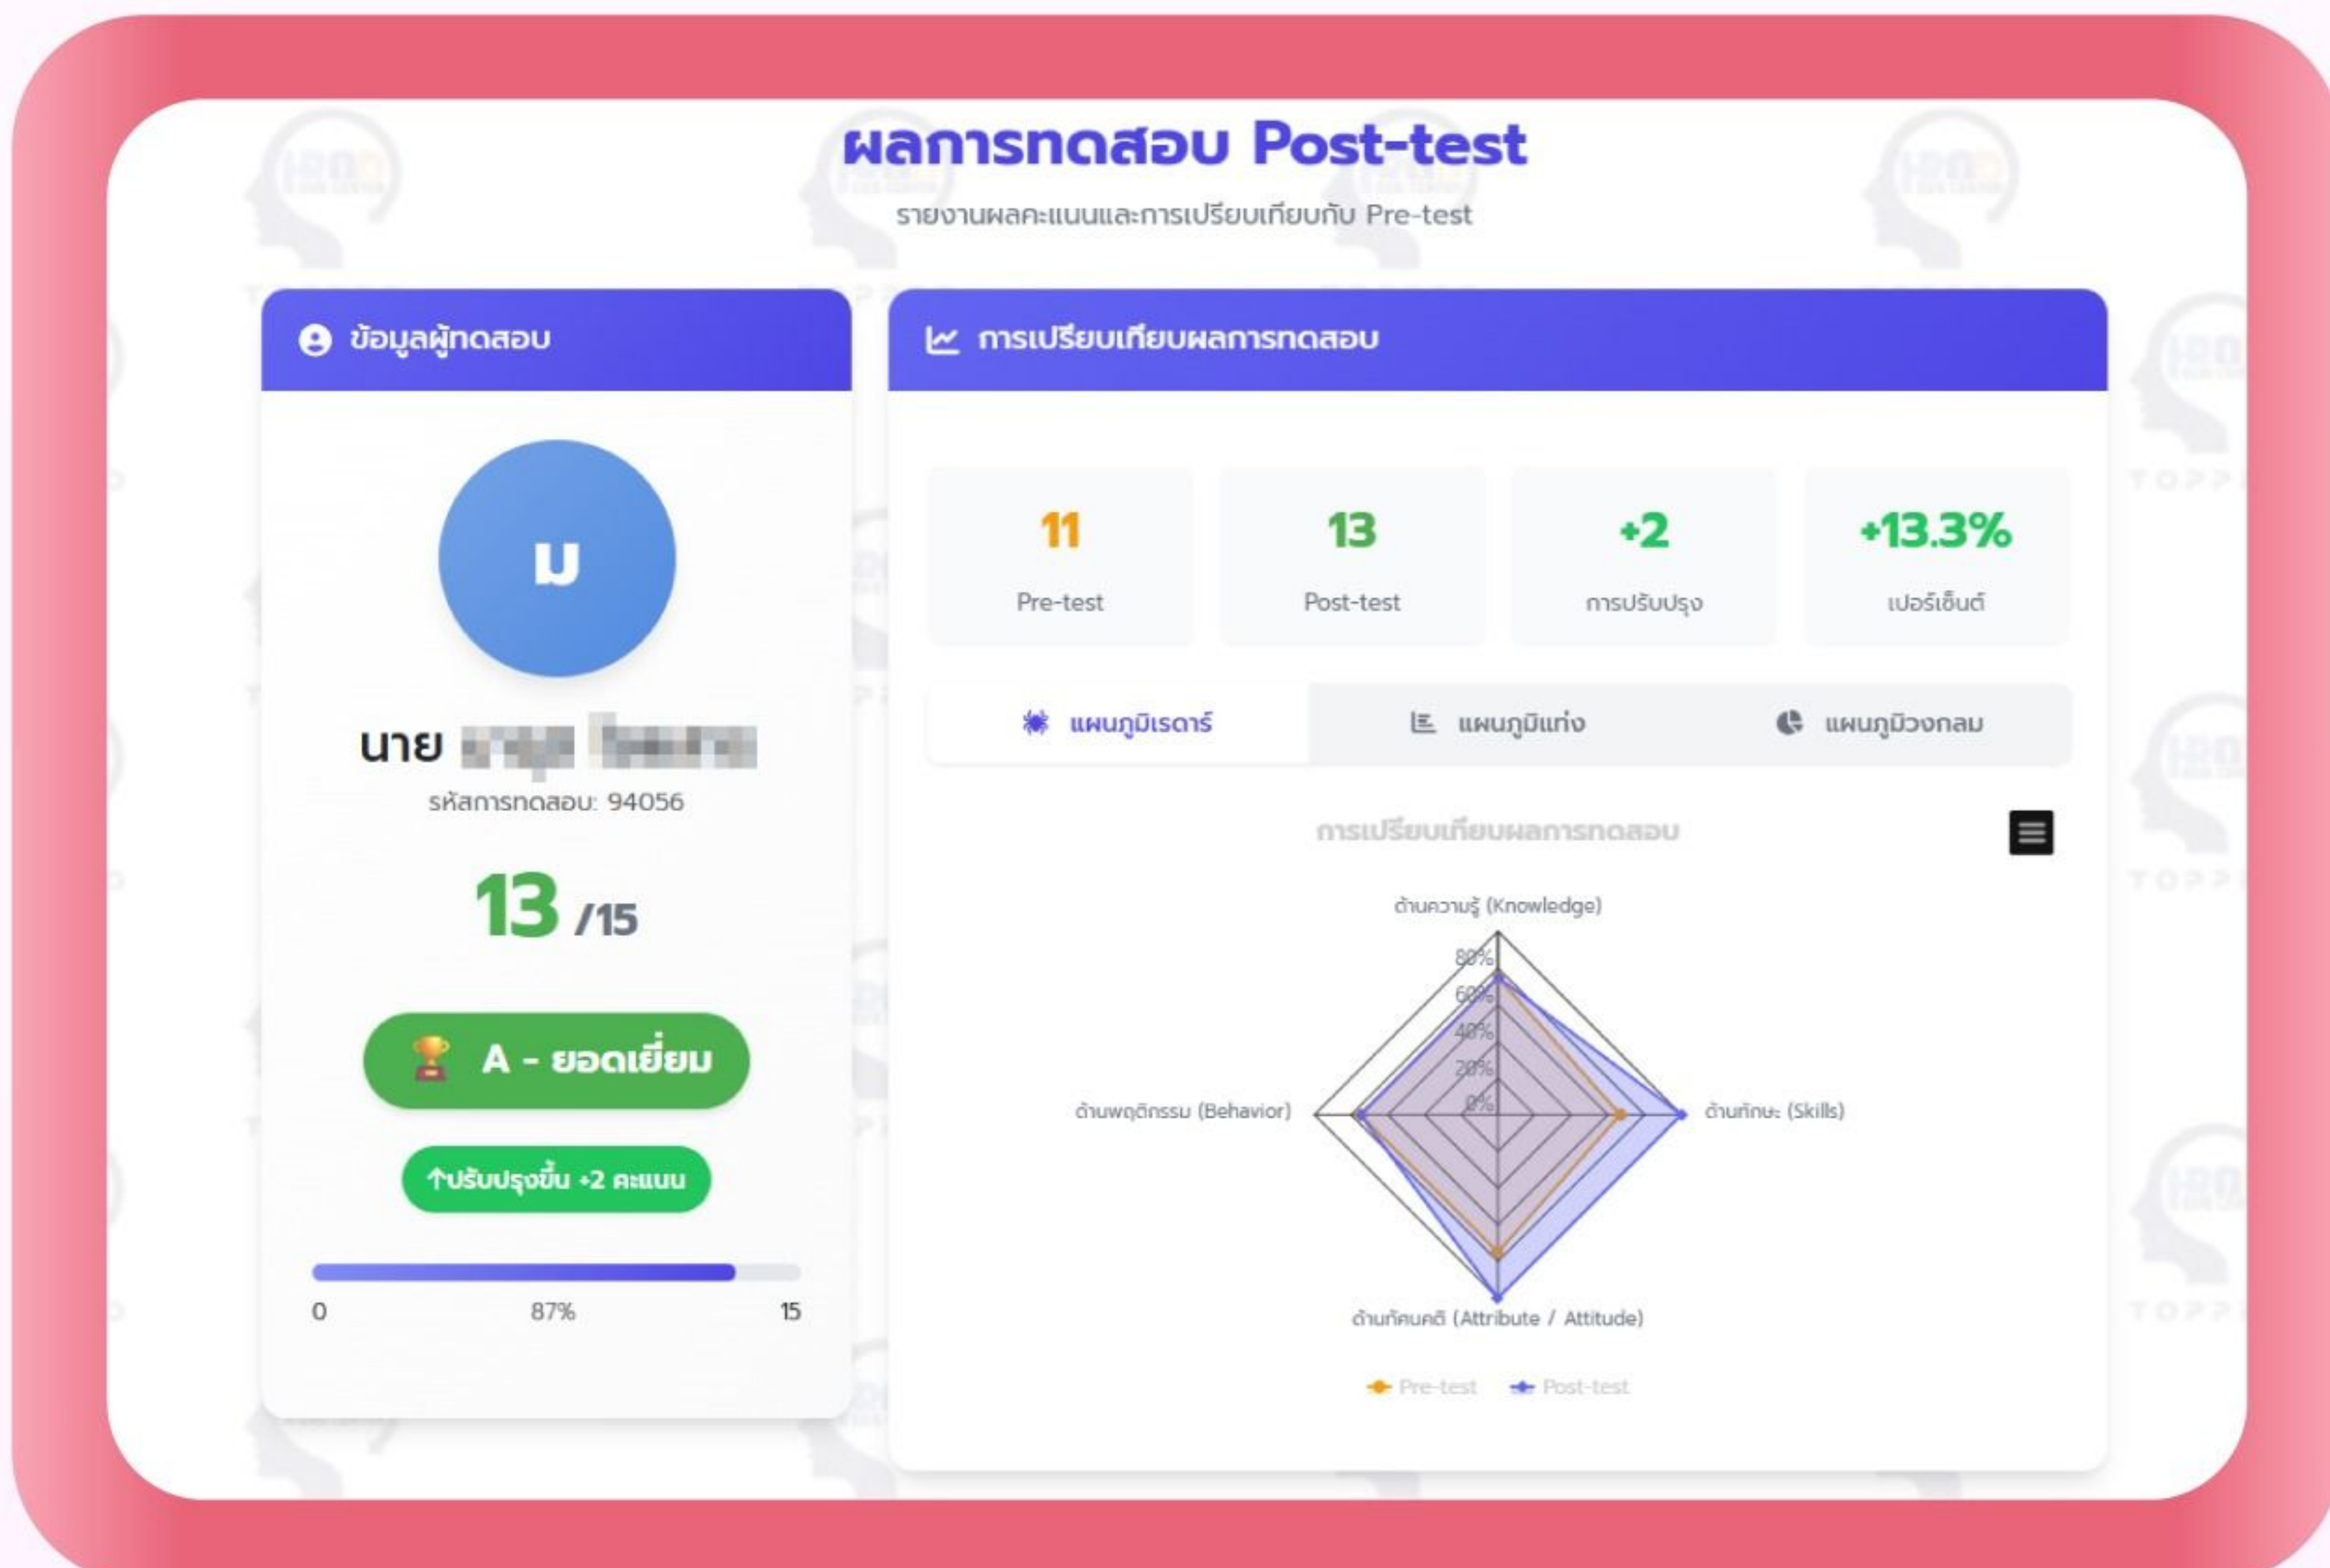 ผลการทดสอบ Post-test
รายงานผลคะแนนและการเปรียบเทียบกับ Pre-test
ข้อมูลผู้ทดสอบ
ม
นาย
รหัสการทดสอบ: 94056
13 /15
A - ยอดเยี่ยม
↑ปรับปรุงขึ้น +2 คะแนน
0 87% 15
การเปรียบเทียบผลการทดสอบ
11 13 +2 +13.3%
Pre-test Post-test การปรับปรุง เปอร์เซ็นต์
แผนภูมิเรดาร์ แผนภูมิแท่ง แผนภูมิวงกลม
การเปรียบเทียบผลการทดสอบ
ด้านความรู้ (Knowledge)
80%
60%
40%
20%
0%
ด้านพฤติกรรม (Behavior) ด้านทักษะ (Skills)
ด้านทัศนคติ (Attribute / Attitude)
Pre-test Post-test